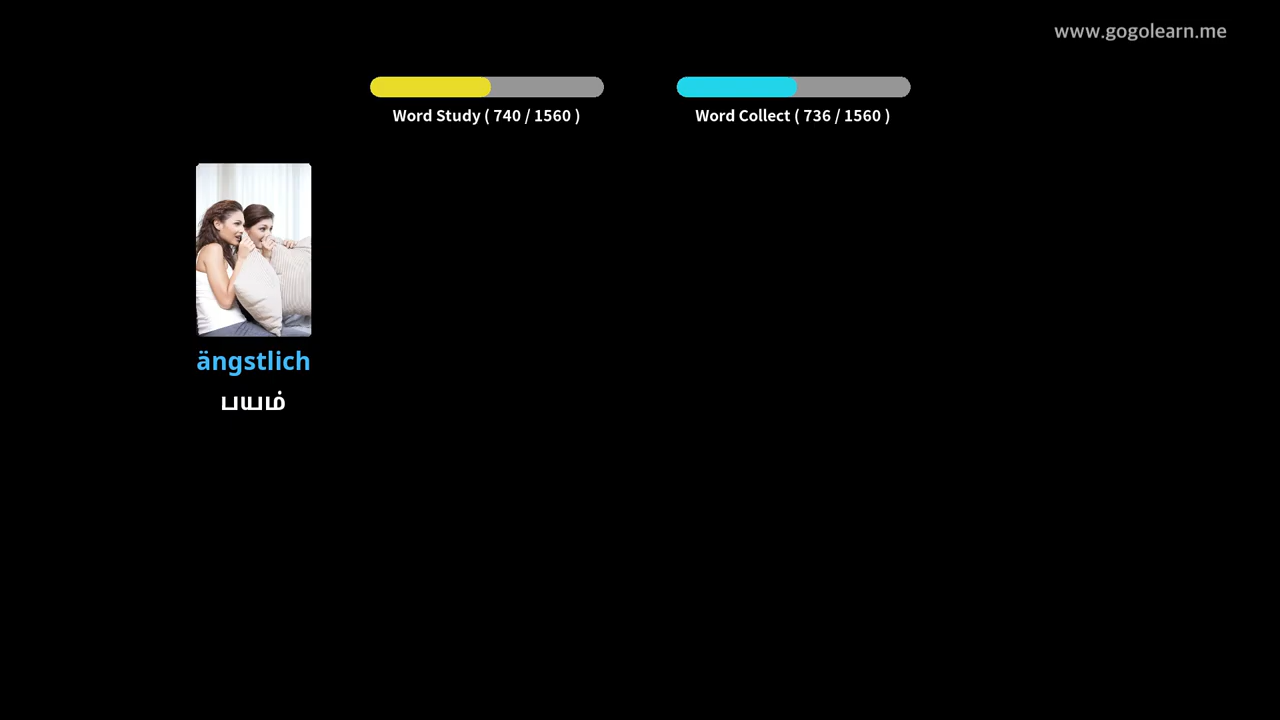 www.gogolearn.me
Word Study ( 740 / 1560 )
Word Collect ( 736 / 1560 )
ängstlich
பயம்